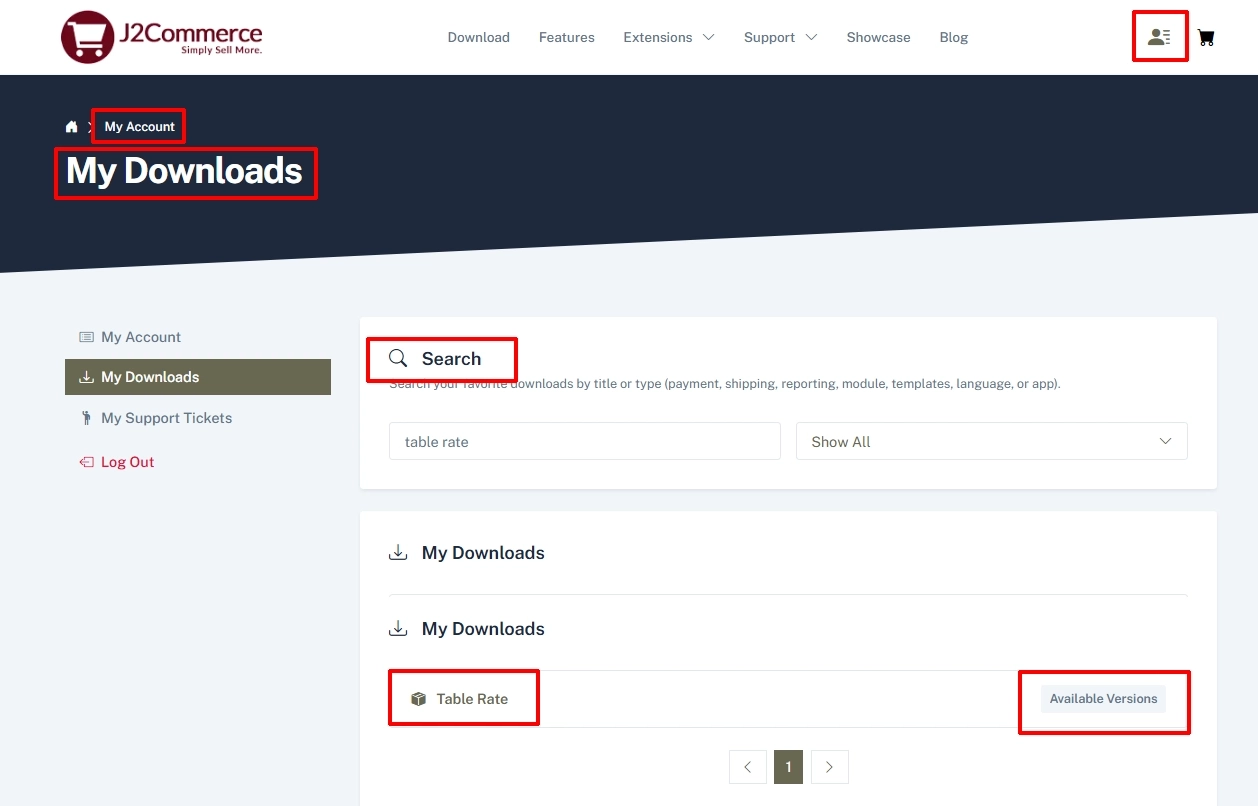 J2Commerce
Simply Sell More.
Download Features Extensions Support Showcase Blog
My Account
My Downloads
My Account
My Downloads
My Support Tickets
Log Out
Search
Search your favorite downloads by title or type (payment, shipping, reporting, module, templates, language, or app).
table rate
Show All
My Downloads
My Downloads
Table Rate
Available Versions
1